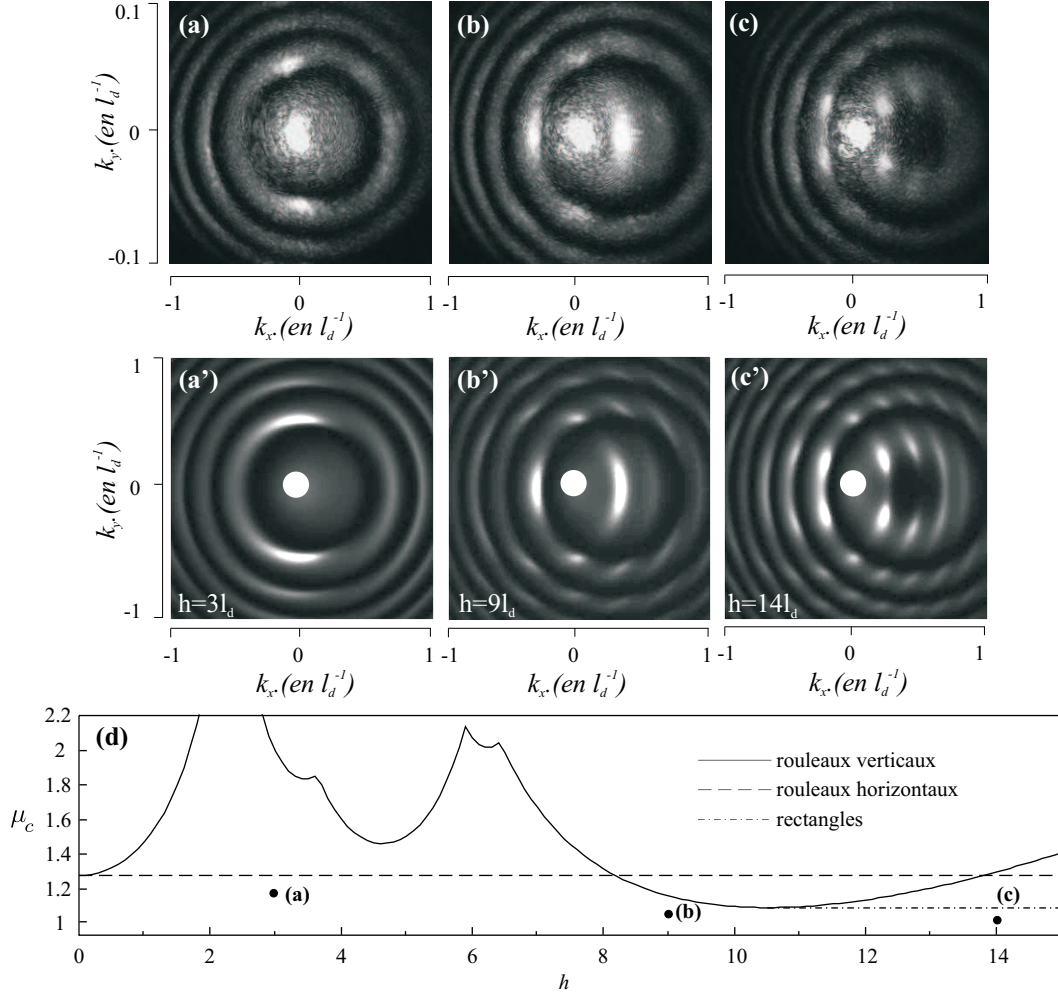 (a)
(b)
(c)
0.1
0
-0.1
k_y.(en l_d^-1)
-1 0 1
-1 0 1
-1 0 1
k_x.(en l_d^-1)
k_x.(en l_d^-1)
k_x.(en l_d^-1)
(a')
(b')
(c')
1
0
-1
k_y.(en l_d^-1)
h=3l_d
h=9l_d
h=14l_d
-1 0 1
-1 0 1
-1 0 1
k_x.(en l_d^-1)
k_x.(en l_d^-1)
k_x.(en l_d^-1)
(d)
2.2
2
1.8
1.6
1.4
1.2
1
μ_c
rouleaux verticaux
rouleaux horizontaux
rectangles
(a)
(b)
(c)
0 2 4 6 8 10 12 14
h